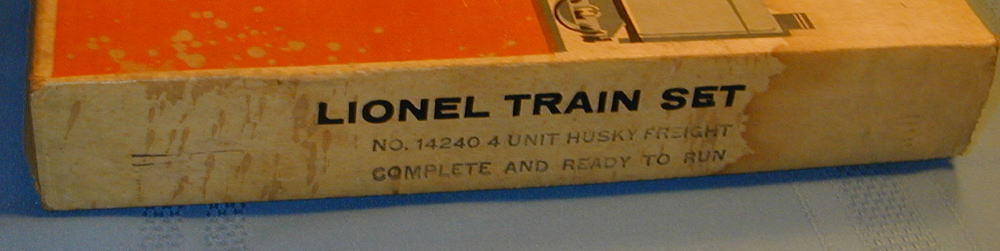 LIONEL TRAIN SET
NO. 14240 4 UNIT HUSKY FREIGHT
COMPLETE AND READY TO RUN